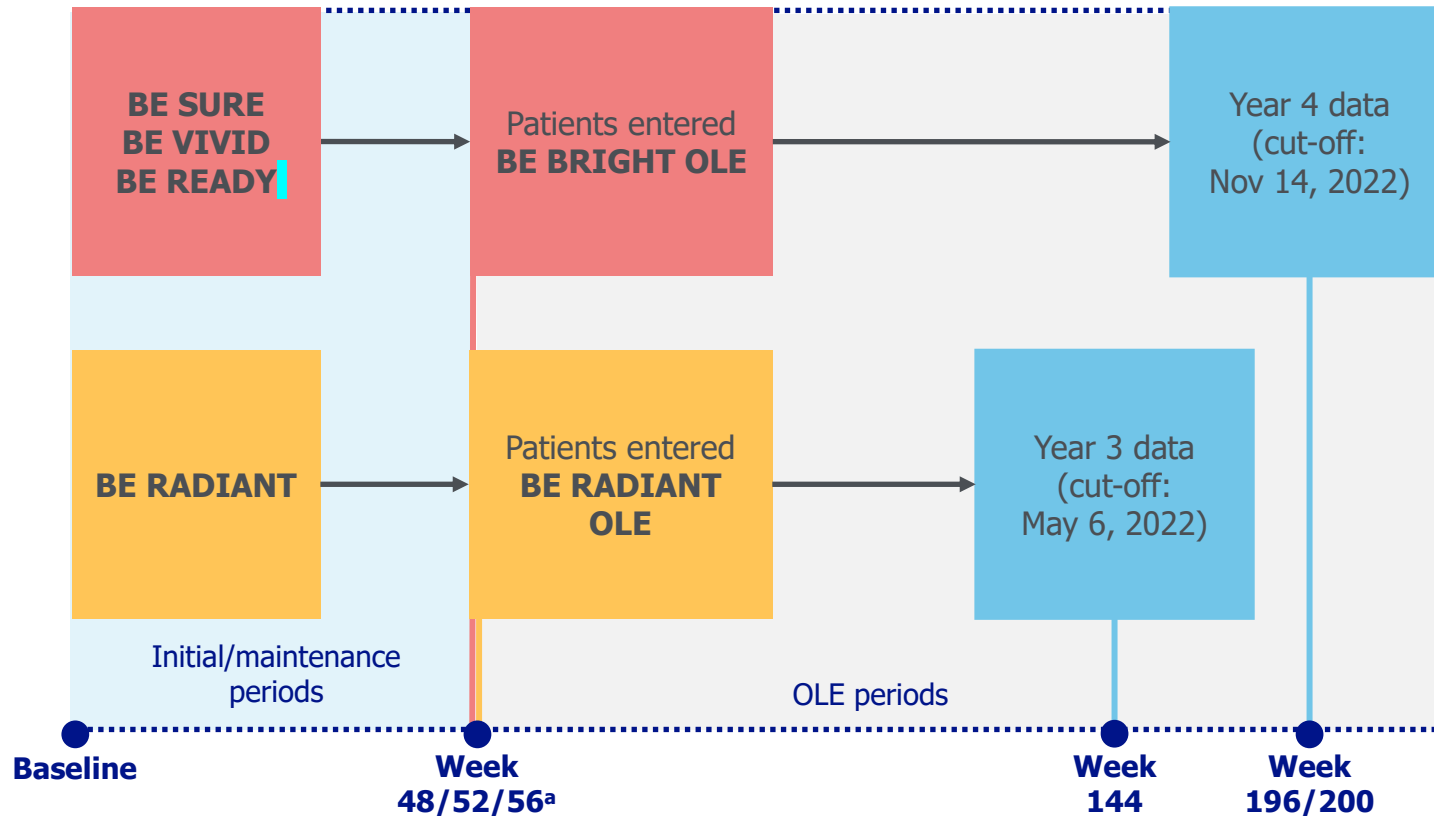 BE SURE
BE VIVID
BE READY
Patients entered
BE BRIGHT OLE
Year 4 data
(cut-off:
Nov 14, 2022)
BE RADIANT
Patients entered
BE RADIANT
OLE
Year 3 data
(cut-off:
May 6, 2022)
Initial/maintenance
periods
OLE periods
Baseline
Week
48/52/56ᵃ
Week
144
Week
196/200